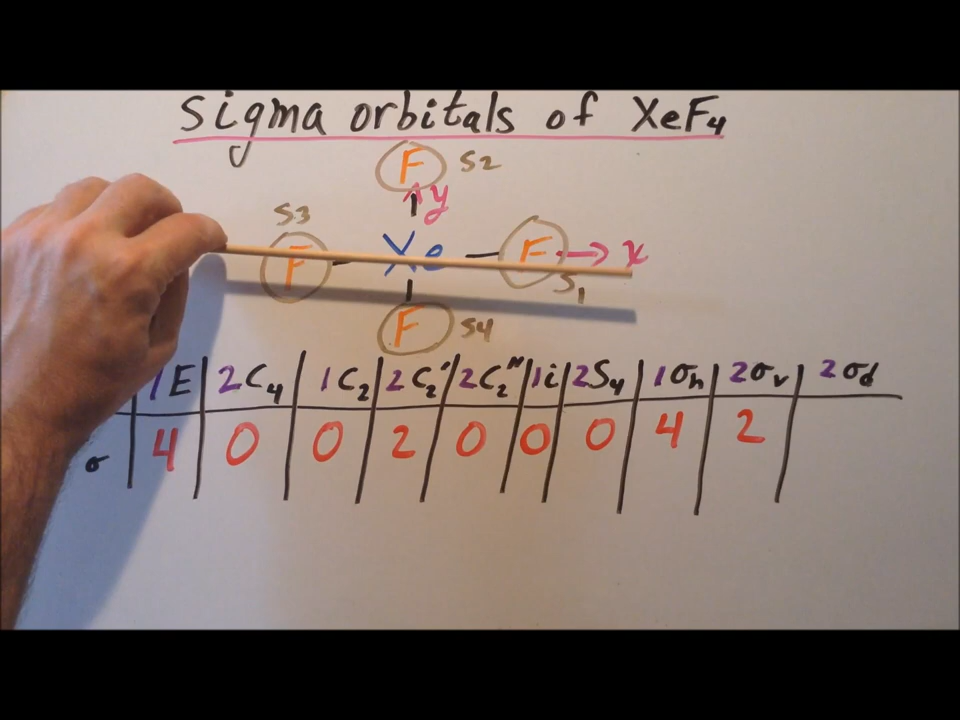 Sigma orbitals of XeF₄
F S2
y
S3
F Xe F x
S₁
F S4
1E 2C₄ 1C₂ 2C₂' 2C₂" 1i 2S₄ 1σₕ 2σᵥ 2σd
σ 4 0 0 2 0 0 0 4 2